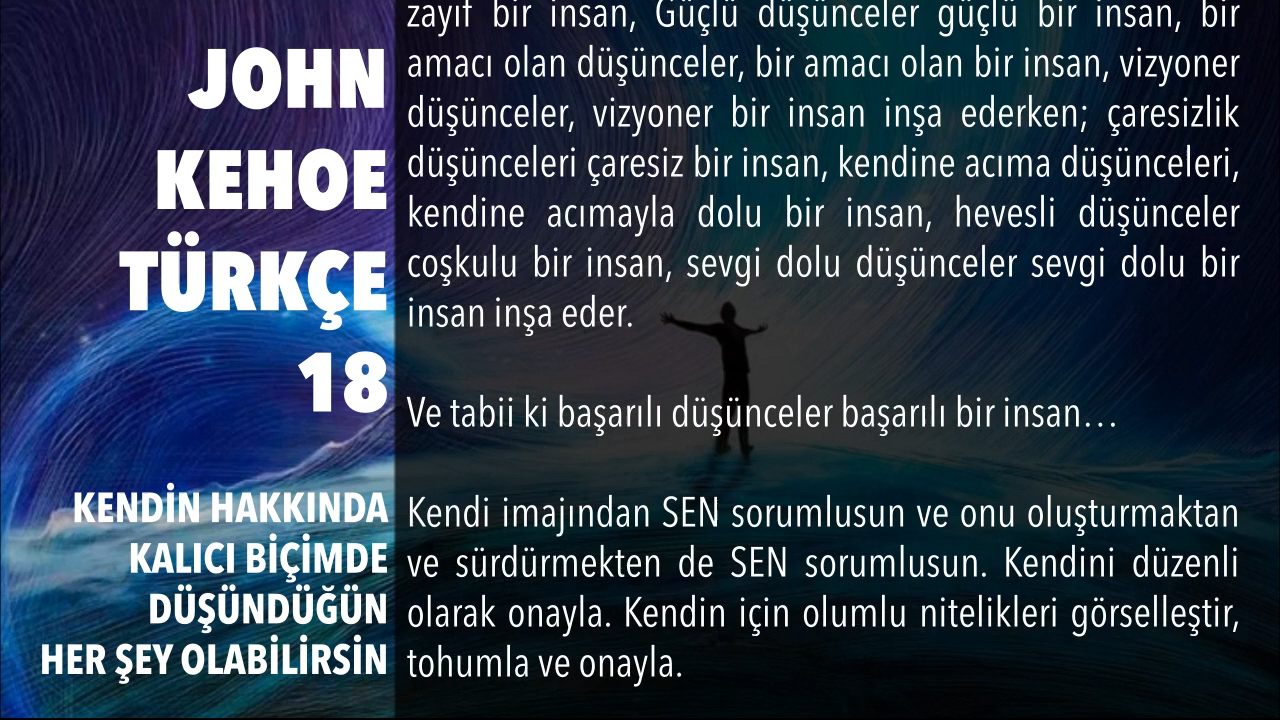 JOHN
KEHOE
TÜRKÇE
18
KENDİN HAKKINDA
KALICI BİÇİMDE
DÜŞÜNDÜĞÜN
HER ŞEY OLABİLİRSİN
zayıf bir insan, Güçlü düşünceler güçlü bir insan, bir
amacı olan düşünceler, bir amacı olan bir insan, vizyoner
düşünceler, vizyoner bir insan inşa ederken; çaresizlik
düşünceleri çaresiz bir insan, kendine acıma düşünceleri,
kendine acımayla dolu bir insan, hevesli düşünceler
coşkulu bir insan, sevgi dolu düşünceler sevgi dolu bir
insan inşa eder.
Ve tabii ki başarılı düşünceler başarılı bir insan…
Kendi imajından SEN sorumlusun ve onu oluşturmaktan
ve sürdürmekten de SEN sorumlusun. Kendini düzenli
olarak onayla. Kendin için olumlu nitelikleri görselleştir,
tohumla ve onayla.